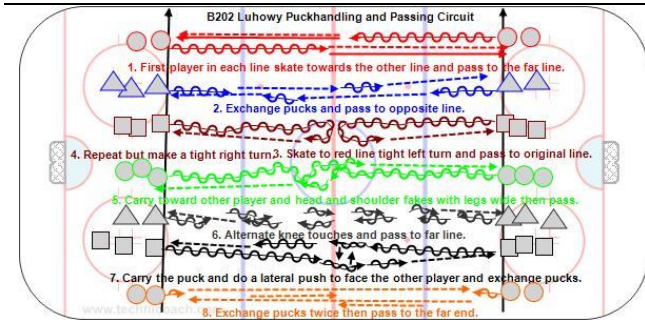 B202 Luhowy Puckhandling and Passing Circuit
1. First player in each line skate towards the other line and pass to the far line.
2. Exchange pucks and pass to opposite line.
4. Repeat but make a tight right turn. 3. Skate to red line tight left turn and pass to original line.
5. Carry toward other player and head and shoulder fakes with legs wide then pass.
6. Alternate knee touches and pass to far line.
7. Carry the puck and do a lateral push to face the other player and exchange pucks.
8. Exchange pucks twice then pass to the far end.